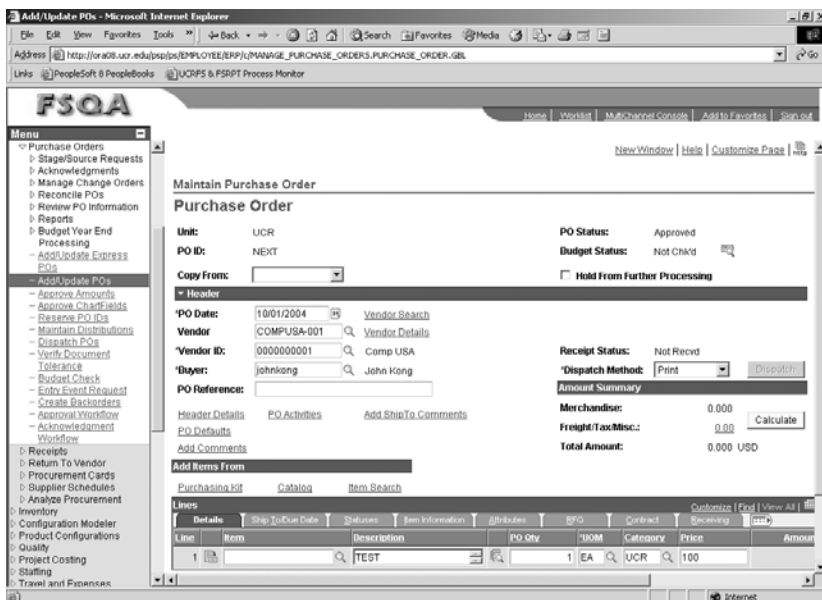 Add/Update POs - Microsoft Internet Explorer
File Edit View Favorites Tools » Back Search Favorites Media
Address http://ora08.ucr.edu/psp/ps/EMPLOYEE/ERP/c/MANAGE_PURCHASE_ORDERS.PURCHASE_ORDER.GBL Go
Links PeopleSoft 8 PeopleBooks UCRFS & FSRPT Process Monitor
FSQA
Home Worklist MultiChannel Console Add to Favorites Sign out
Menu
Purchase Orders
Stage/Source Requests
Acknowledgments
Manage Change Orders
Reconcile POs
Review PO Information
Reports
Budget Year End
Processing
Add/Update Express
POs
Add/Update POs
Approve Amounts
Approve ChartFields
Reserve PO IDs
Maintain Distributions
Dispatch POs
Verify Document
Tolerance
Budget Check
Entry Event Request
Create Backorders
Approval Workflow
Acknowledgment
Workflow
Receipts
Return To Vendor
Procurement Cards
Supplier Schedules
Analyze Procurement
Inventory
Configuration Modeler
Product Configurations
Quality
Project Costing
Staffing
Travel and Expenses
New Window | Help | Customize Page |
Maintain Purchase Order
Purchase Order
Unit: UCR PO Status: Approved
PO ID: NEXT Budget Status: Not Chk'd
Copy From: Hold From Further Processing
Header
*PO Date: 10/01/2004 Vendor Search
Vendor COMPUSA-001 Vendor Details
*Vendor ID: 0000000001 Comp USA Receipt Status: Not Recvd
*Buyer: johnkong John Kong *Dispatch Method: Print Dispatch
PO Reference: Amount Summary
Header Details PO Activities Add ShipTo Comments Merchandise: 0.000
PO Defaults Freight/Tax/Misc.: 0.00 Calculate
Add Comments Total Amount: 0.000 USD
Add Items From
Purchasing Kit Catalog Item Search
Lines Customize | Find | View All |
Details Ship To/Due Date Statuses Item Information Attributes RFQ Contract Receiving
Line Item Description PO Qty *UOM Category Price Amoun
1 TEST 1 EA UCR 100
Internet